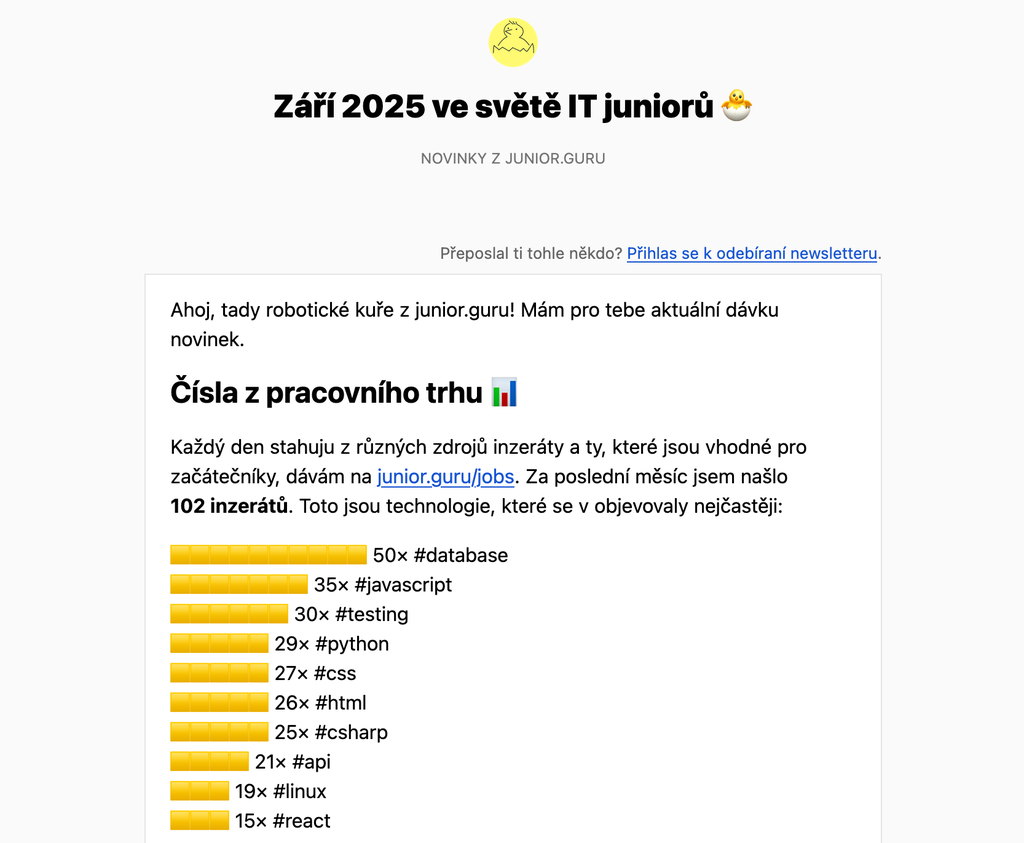 Září 2025 ve světě IT juniorů 🐣
NOVINKY Z JUNIOR.GURU
Přeposlal ti tohle někdo? Přihlas se k odebíraní newsletteru.
Ahoj, tady robotické kuře z junior.guru! Mám pro tebe aktuální dávku
novinek.
Čísla z pracovního trhu 📊
Každý den stahuju z různých zdrojů inzeráty a ty, které jsou vhodné pro
začátečníky, dávám na junior.guru/jobs. Za poslední měsíc jsem našlo
102 inzerátů. Toto jsou technologie, které se v objevovaly nejčastěji:
50× #database
35× #javascript
30× #testing
29× #python
27× #css
26× #html
25× #csharp
21× #api
19× #linux
15× #react